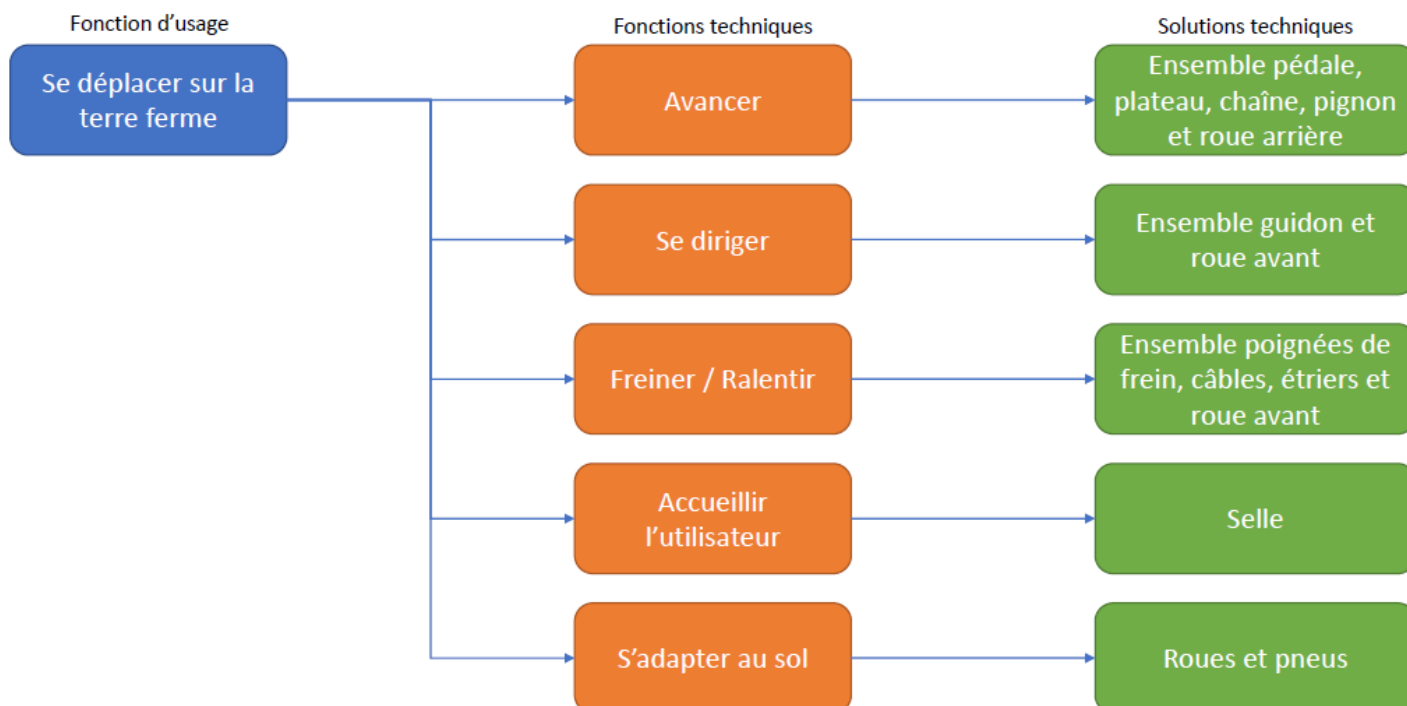 Fonction d'usage
Fonctions techniques
Solutions techniques
Se déplacer sur la
terre ferme
Avancer
Ensemble pédale,
plateau, chaîne, pignon
et roue arrière
Se diriger
Ensemble guidon et
roue avant
Freiner / Ralentir
Ensemble poignées de
frein, câbles, étriers et
roue avant
Accueillir
l'utilisateur
Selle
S'adapter au sol
Roues et pneus